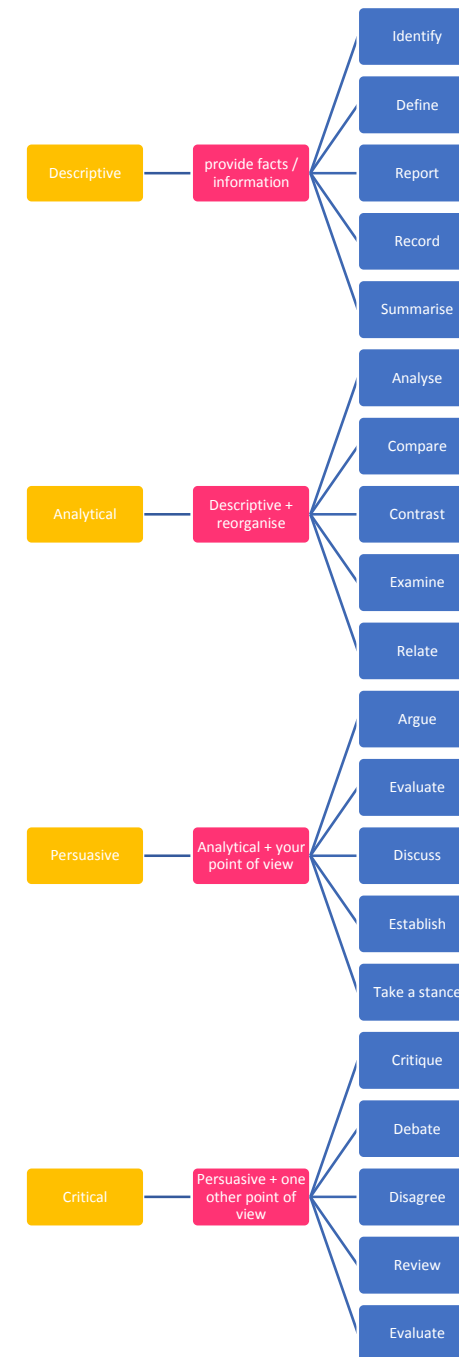 Descriptive
provide facts /
information
Identify
Define
Report
Record
Summarise
Analytical
Descriptive +
reorganise
Analyse
Compare
Contrast
Examine
Relate
Persuasive
Analytical + your
point of view
Argue
Evaluate
Discuss
Establish
Take a stance
Critical
Persuasive + one
other point of
view
Critique
Debate
Disagree
Review
Evaluate